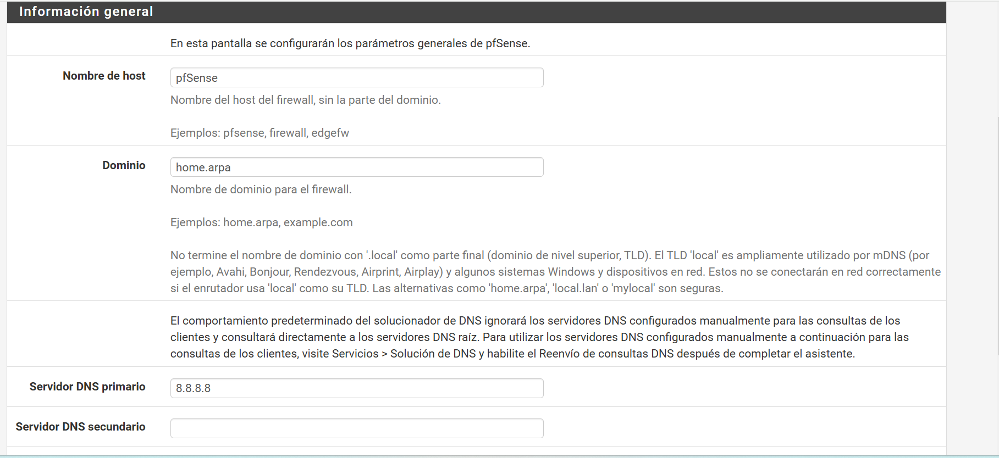 Información general
En esta pantalla se configurarán los parámetros generales de pfSense.
Nombre de host
pfSense
Nombre del host del firewall, sin la parte del dominio.
Ejemplos: pfsense, firewall, edgefw
Dominio
home.arpa
Nombre de dominio para el firewall.
Ejemplos: home.arpa, example.com
No termine el nombre de dominio con '.local' como parte final (dominio de nivel superior, TLD). El TLD 'local' es ampliamente utilizado por mDNS (por
ejemplo, Avahi, Bonjour, Rendezvous, Airprint, Airplay) y algunos sistemas Windows y dispositivos en red. Estos no se conectarán en red correctamente
si el enrutador usa 'local' como su TLD. Las alternativas como 'home.arpa', 'local.lan' o 'mylocal' son seguras.
El comportamiento predeterminado del solucionador de DNS ignorará los servidores DNS configurados manualmente para las consultas de los
clientes y consultará directamente a los servidores DNS raíz. Para utilizar los servidores DNS configurados manualmente a continuación para las
consultas de los clientes, visite Servicios > Solución de DNS y habilite el Reenvío de consultas DNS después de completar el asistente.
Servidor DNS primario
8.8.8.8
Servidor DNS secundario